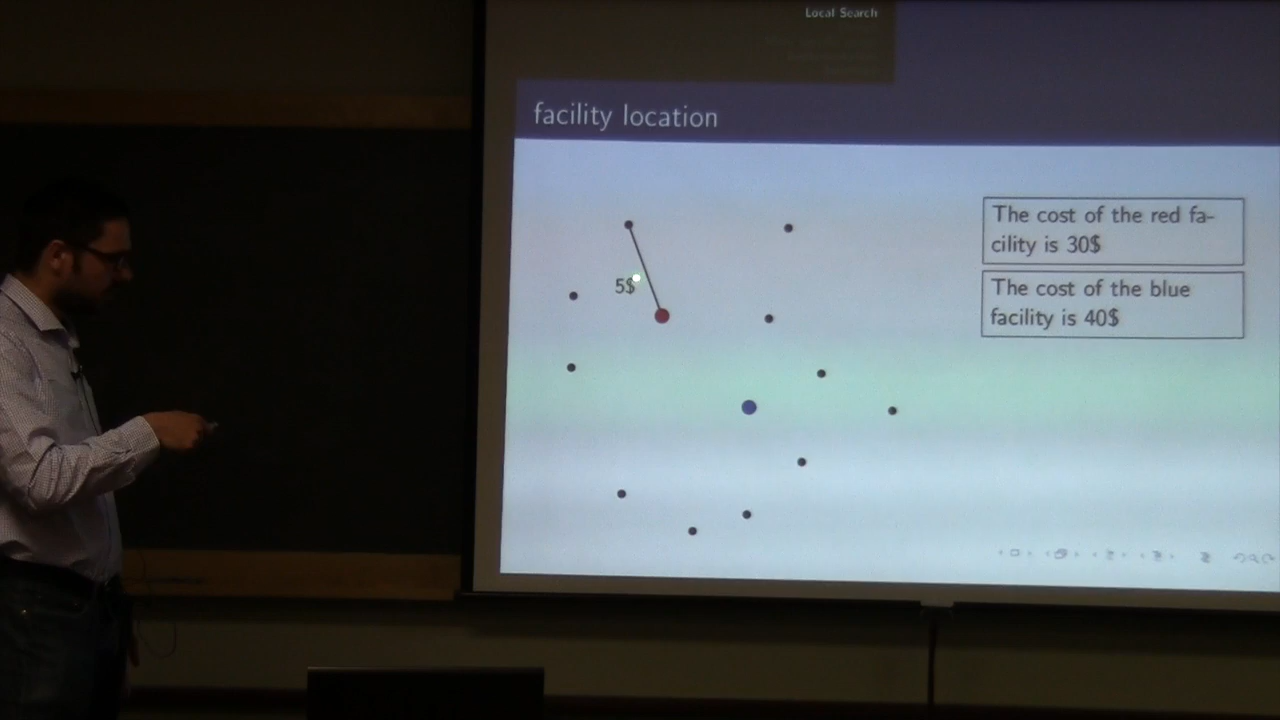 Local Search
facility location
5$
The cost of the red fa-
cility is 30$
The cost of the blue
facility is 40$